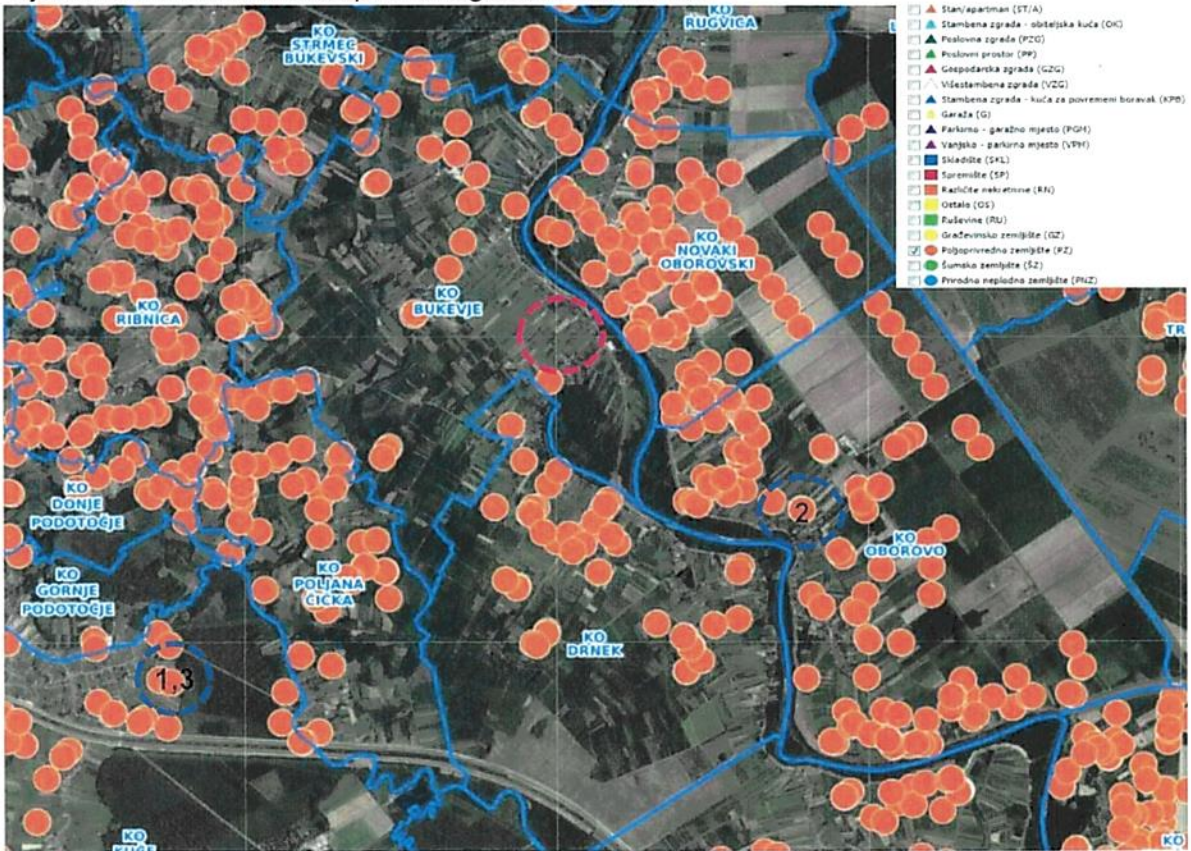 KO
RUGVICA
KO
STRMEC
BUKEVSKI
KO
NOVAKI
OBOROVSKI
KO
BUKEVJE
KO
RIBNICA
TR
KO
DONJE
PODOTOČJE
2
KO
OBOROVO
KO
GORNJE
PODOTOČJE
KO
POLJANA
ČIČKA
KO
DRNEK
1,3
KO
KUČE
KO
Stan/apartman (ST/A)
Stambena zgrada - obiteljska kuća (OK)
Poslovna zgrada (PZG)
Poslovni prostor (PP)
Gospodarska zgrada (GZG)
Višestambena zgrada (VZG)
Stambena zgrada - kuća za povremeni boravak (KPB)
Garaža (G)
Parkirno - garažno mjesto (PGM)
Vanjsko - parkirno mjesto (VPM)
Skladište (SKL)
Spremište (SP)
Različite nekretnine (RN)
Ostalo (OS)
Ruševine (RU)
Građevinsko zemljište (GZ)
Poljoprivredno zemljište (PZ)
Šumsko zemljište (ŠZ)
Prirodno neplodno zemljište (PNZ)